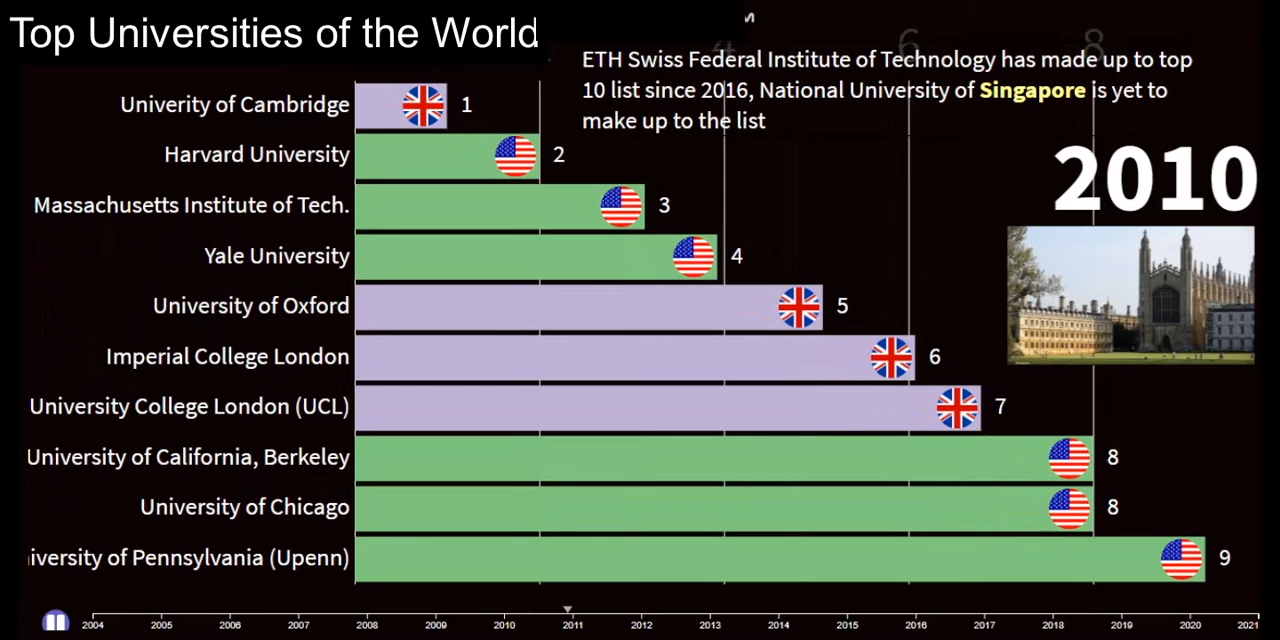 Top Universities of the World
4 6 8
ETH Swiss Federal Institute of Technology has made up to top
10 list since 2016, National University of Singapore is yet to
make up to the list
2010
Univerity of Cambridge 1
Harvard University 2
Massachusetts Institute of Tech. 3
Yale University 4
University of Oxford 5
Imperial College London 6
University College London (UCL) 7
University of California, Berkeley 8
University of Chicago 8
iversity of Pennsylvania (Upenn) 9
2004 2005 2006 2007 2008 2009 2010 2011 2012 2013 2014 2015 2016 2017 2018 2019 2020 2021